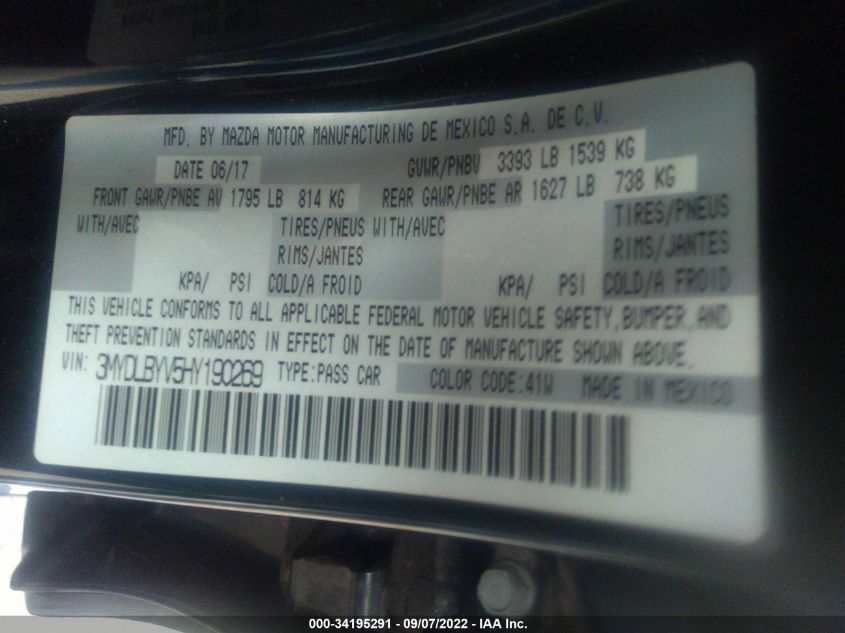 MFD. BY MAZDA MOTOR MANUFACTURING DE MEXICO S.A. DE C.V.
DATE 06/17 GVWR/PNBV 3393 LB 1539 KG
FRONT GAWR/PNBE AV 1795 LB 814 KG REAR GAWR/PNBE AR 1627 LB 738 KG
WITH/AVEC TIRES/PNEUS WITH/AVEC TIRES/PNEUS
RIMS/JANTES RIMS/JANTES
KPA/ PSI COLD/A FROID KPA/ PSI COLD/A FROID
THIS VEHICLE CONFORMS TO ALL APPLICABLE FEDERAL MOTOR VEHICLE SAFETY, BUMPER, AND
THEFT PREVENTION STANDARDS IN EFFECT ON THE DATE OF MANUFACTURE SHOWN ABOVE.
VIN: 3MYDLBYV5HY190269 TYPE:PASS CAR COLOR CODE:41W MADE IN MEXICO
000-34195291 - 09/07/2022 - IAA Inc.